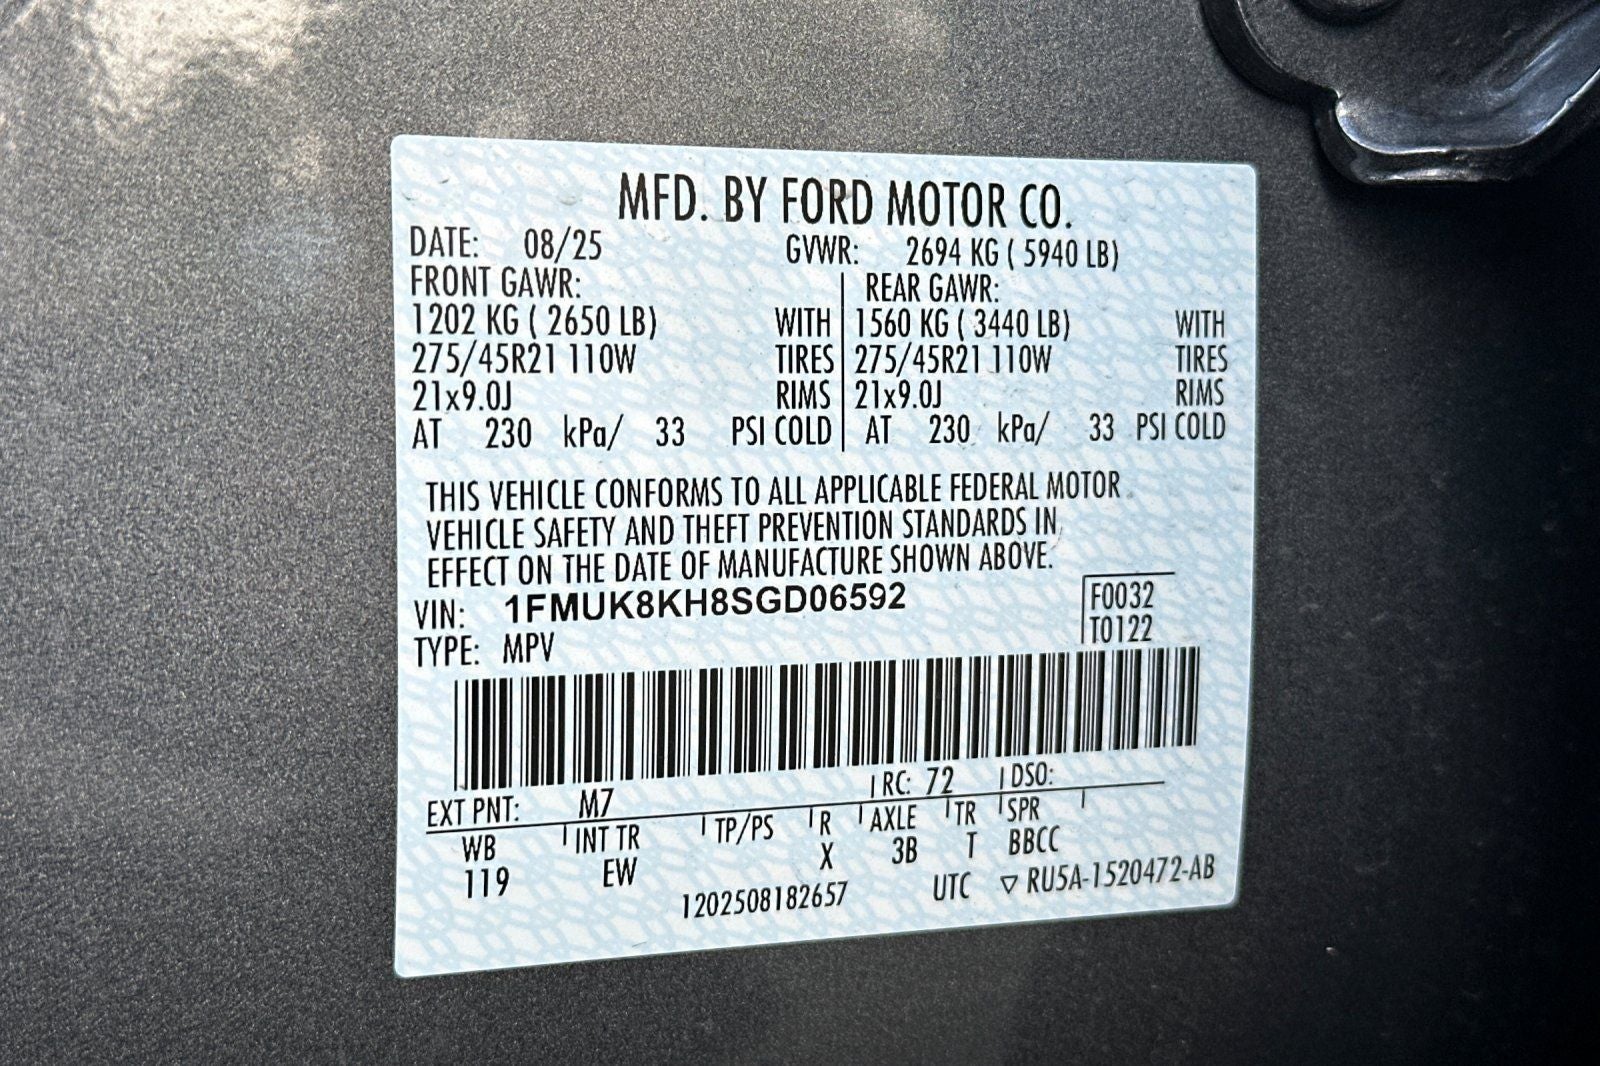 MFD. BY FORD MOTOR CO.
DATE: 08/25 GVWR: 2694 KG ( 5940 LB)
FRONT GAWR: REAR GAWR:
1202 KG ( 2650 LB) WITH 1560 KG ( 3440 LB) WITH
275/45R21 110W TIRES 275/45R21 110W TIRES
21x9.0J RIMS 21x9.0J RIMS
AT 230 kPa/ 33 PSI COLD AT 230 kPa/ 33 PSI COLD
THIS VEHICLE CONFORMS TO ALL APPLICABLE FEDERAL MOTOR
VEHICLE SAFETY AND THEFT PREVENTION STANDARDS IN
EFFECT ON THE DATE OF MANUFACTURE SHOWN ABOVE.
VIN: 1FMUK8KH8SGD06592 F0032
TYPE: MPV T0122
EXT PNT: M7 RC: 72 DSO:
WB INT TR TP/PS R AXLE TR SPR
119 EW X 3B T BBCC
1202508182657 UTC ▽ RU5A-1520472-AB